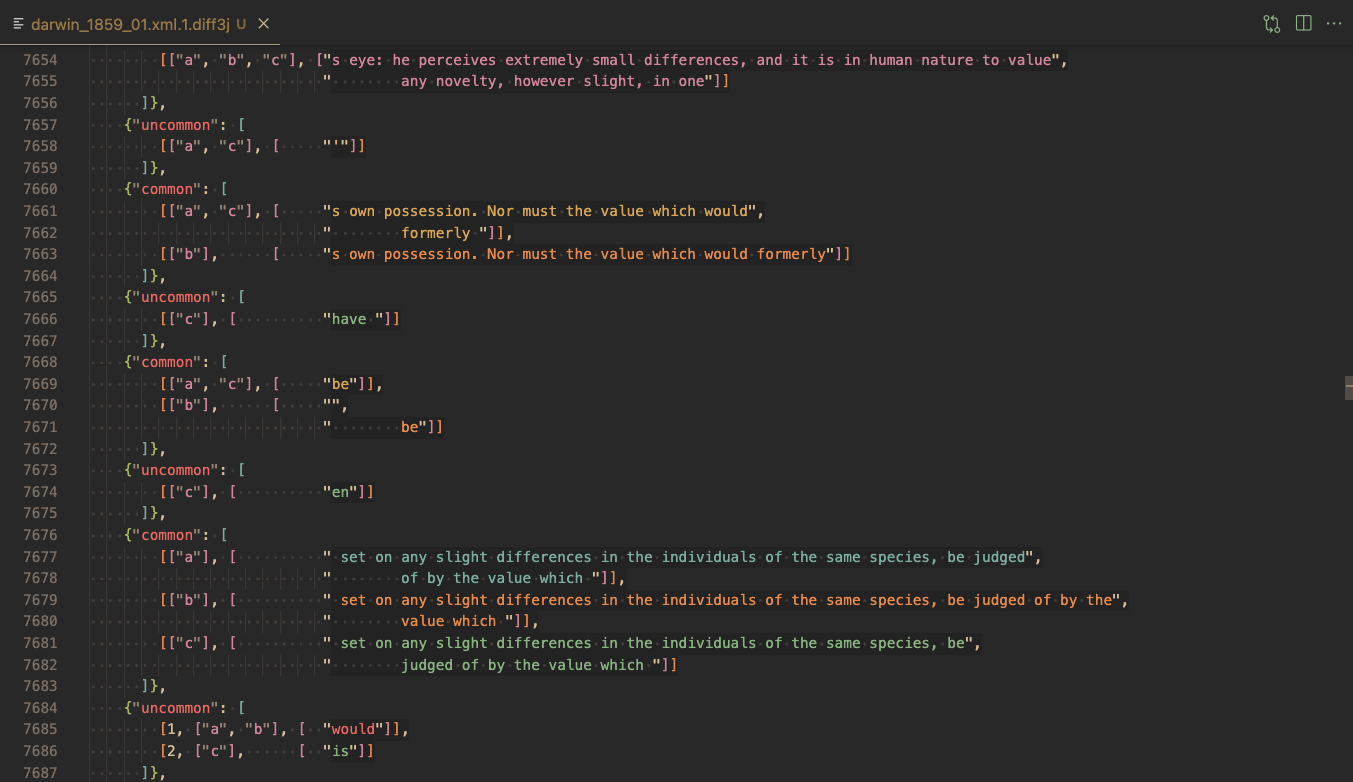 darwin_1859_01.xml.1.diff3j U
7654 [["a", "b", "c"], ["s eye: he perceives extremely small differences, and it is in human nature to value",
7655 "        any novelty, however slight, in one"]]
7656 ]},
7657 {"uncommon": [
7658 [["a", "c"], [     "'"]]
7659 ]},
7660 {"common": [
7661 [["a", "c"], [     "s own possession. Nor must the value which would",
7662 "        formerly "]],
7663 [["b"],      [     "s own possession. Nor must the value which would formerly"]]
7664 ]},
7665 {"uncommon": [
7666 [["c"], [          "have "]]
7667 ]},
7668 {"common": [
7669 [["a", "c"], [     "be"]],
7670 [["b"],      [     "",
7671 "        be"]]
7672 ]},
7673 {"uncommon": [
7674 [["c"], [          "en"]]
7675 ]},
7676 {"common": [
7677 [["a"], [          " set on any slight differences in the individuals of the same species, be judged",
7678 "        of by the value which "]],
7679 [["b"], [          " set on any slight differences in the individuals of the same species, be judged of by the",
7680 "        value which "]],
7681 [["c"], [          " set on any slight differences in the individuals of the same species, be",
7682 "        judged of by the value which "]]
7683 ]},
7684 {"uncommon": [
7685 [1, ["a", "b"], [  "would"]],
7686 [2, ["c"],      [  "is"]]
7687 ]},